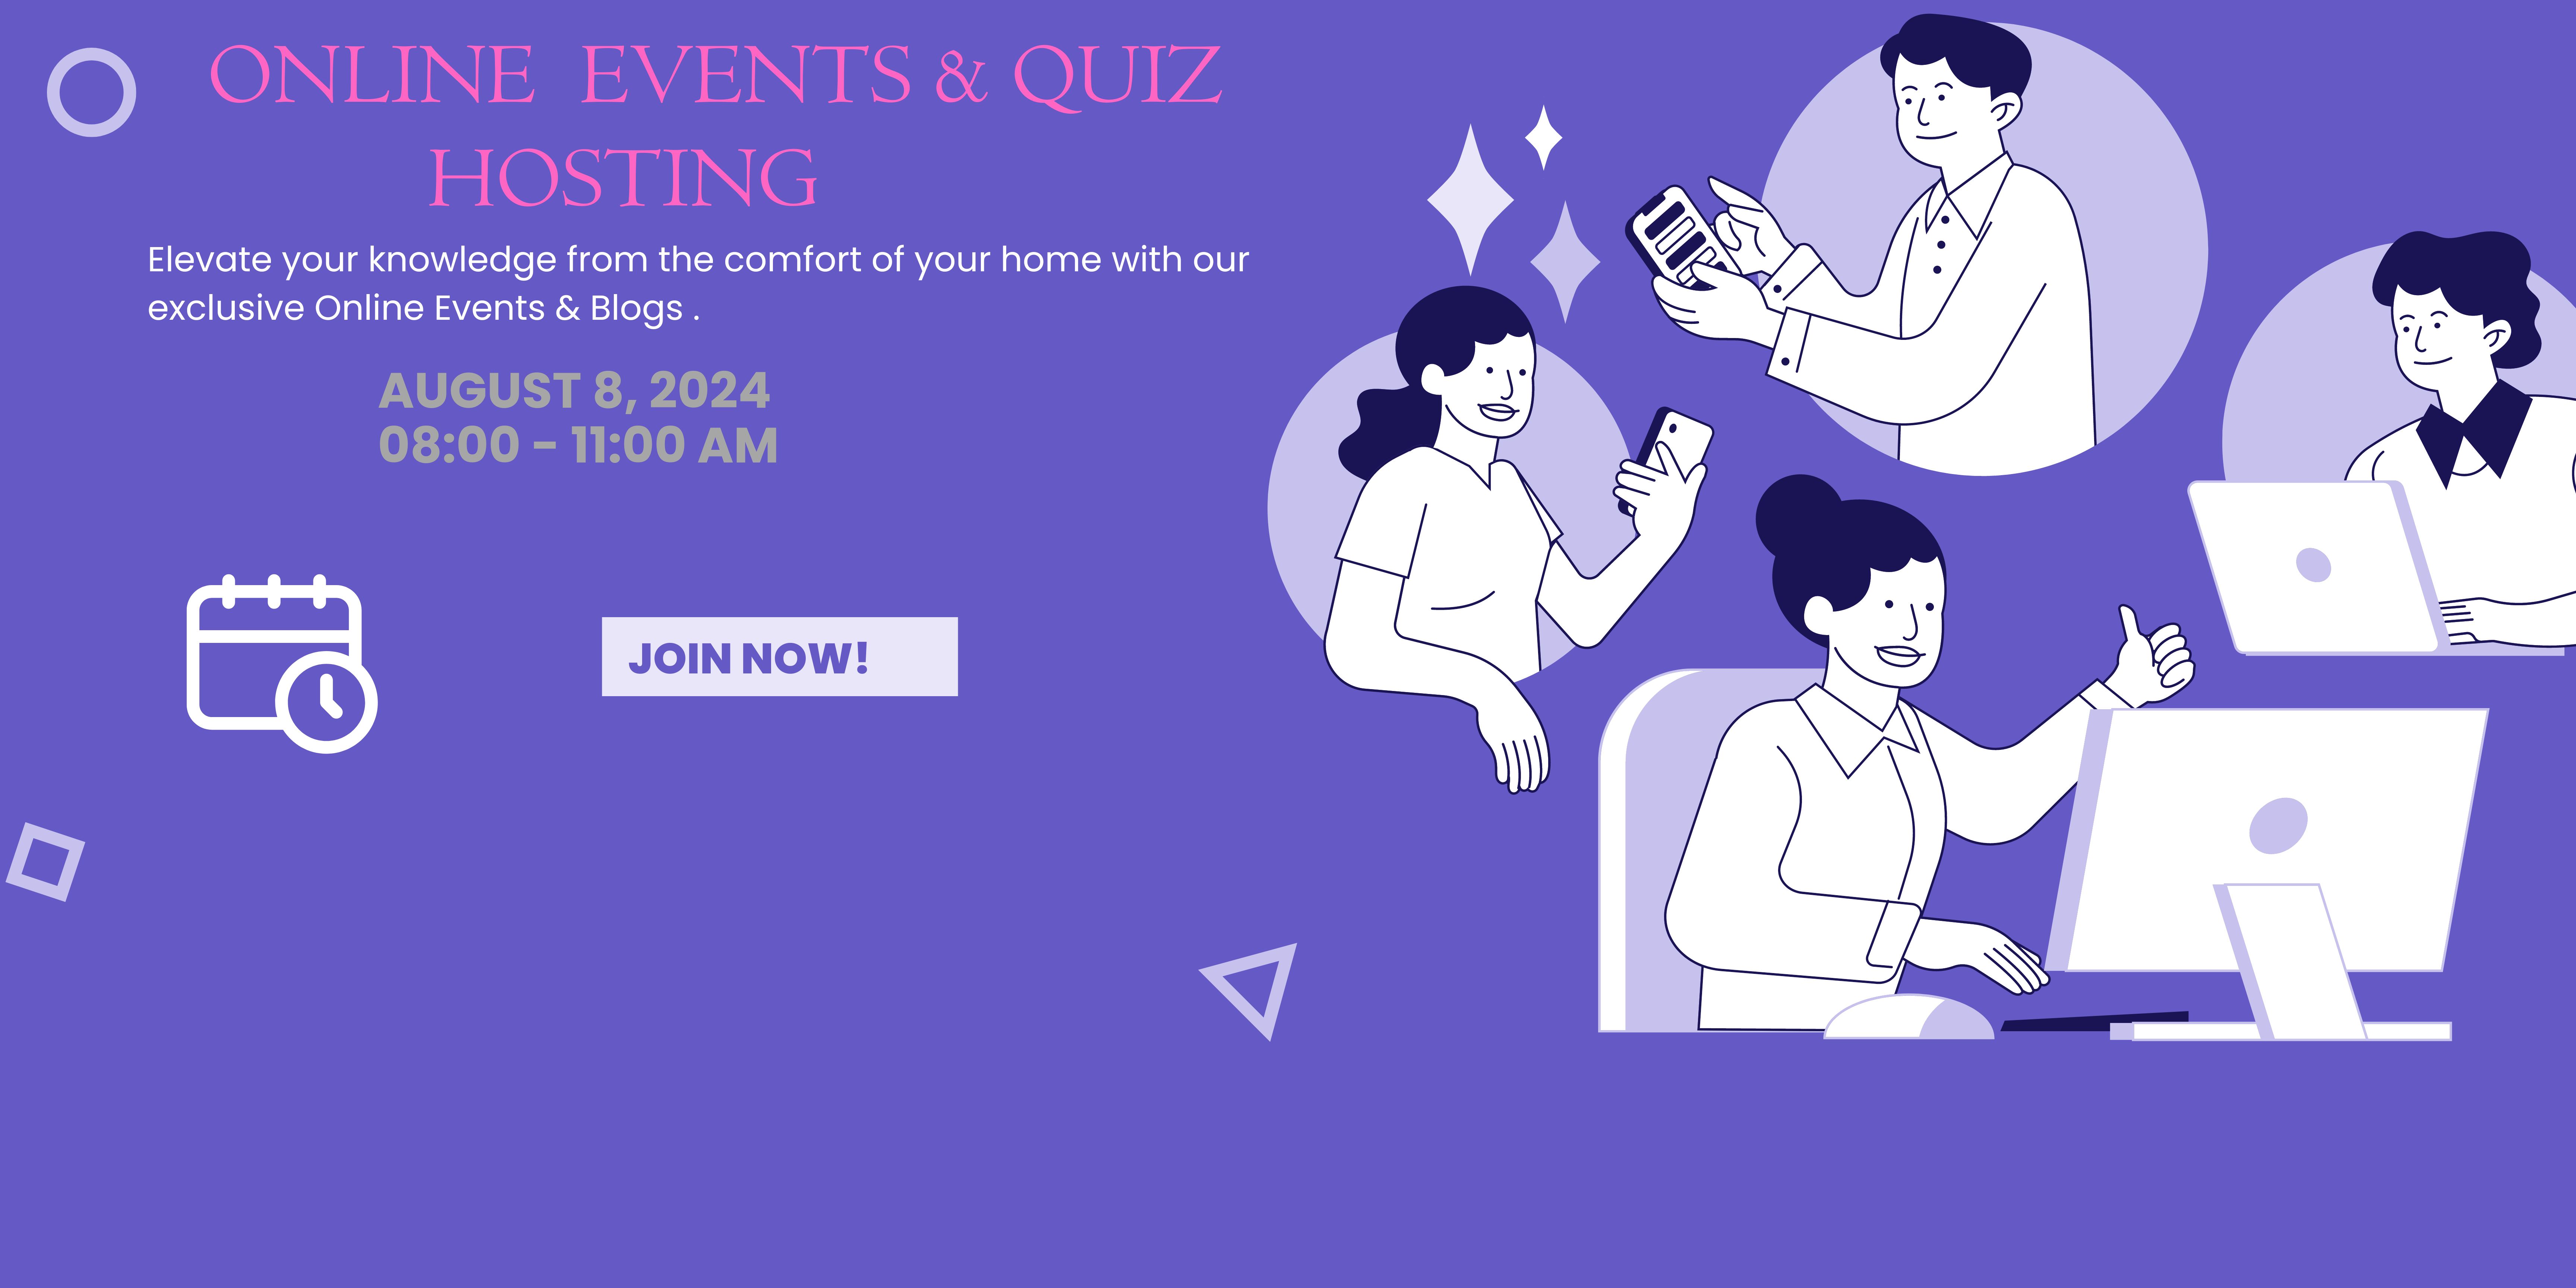 ONLINE EVENTS & QUIZ
HOSTING
Elevate your knowledge from the comfort of your home with our
exclusive Online Events & Blogs .
AUGUST 8, 2024
08:00 - 11:00 AM
JOIN NOW!